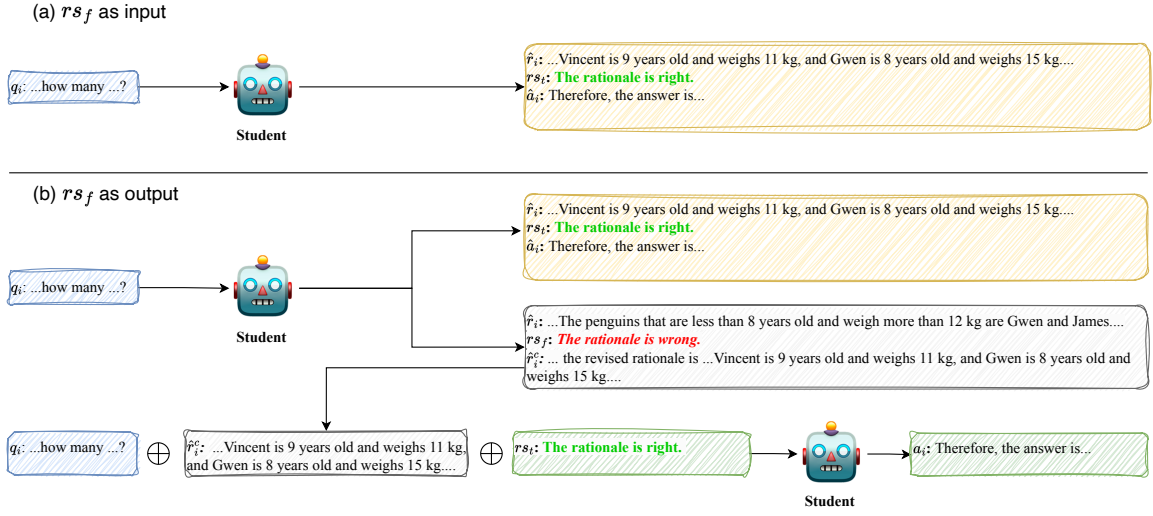 (a) rs_f as input
q_i: ...how many ...?
Student
r̂_i: ...Vincent is 9 years old and weighs 11 kg, and Gwen is 8 years old and weighs 15 kg....
rs_t: The rationale is right.
â_i: Therefore, the answer is...
(b) rs_f as output
q_i: ...how many ...?
Student
r̂_i: ...Vincent is 9 years old and weighs 11 kg, and Gwen is 8 years old and weighs 15 kg....
rs_t: The rationale is right.
â_i: Therefore, the answer is...
r̂_i: ...The penguins that are less than 8 years old and weigh more than 12 kg are Gwen and James....
rs_f: The rationale is wrong.
r̂_i^c: ... the revised rationale is ...Vincent is 9 years old and weighs 11 kg, and Gwen is 8 years old and
weighs 15 kg....
q_i: ...how many ...?
⊕
r̂_i^c: ...Vincent is 9 years old and weighs 11 kg,
and Gwen is 8 years old and weighs 15 kg....
⊕
rs_t: The rationale is right.
Student
a_i: Therefore, the answer is...